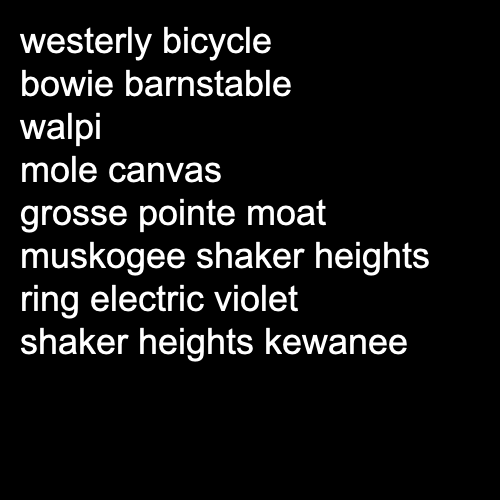 westerly bicycle
bowie barnstable
walpi
mole canvas
grosse pointe moat
muskogee shaker heights
ring electric violet
shaker heights kewanee